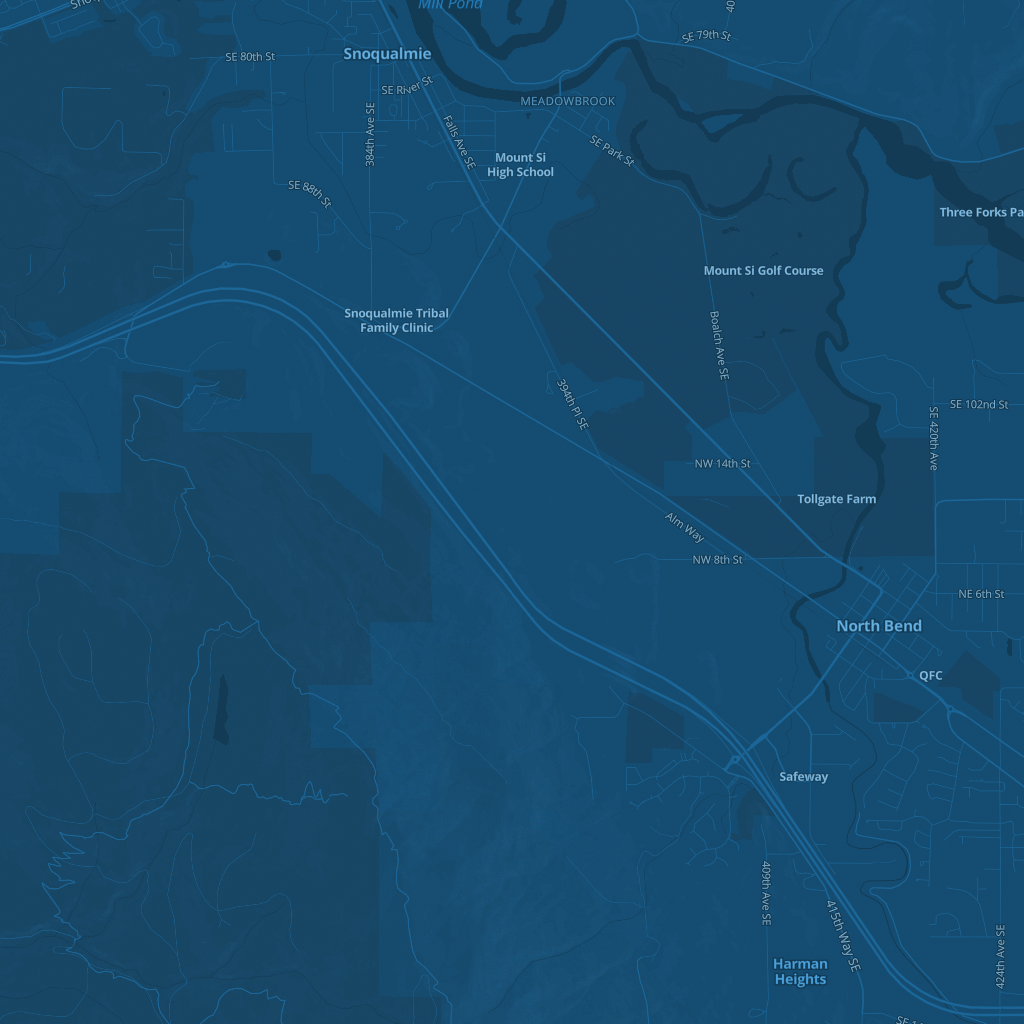 Mill Pond
SE 79th St
Snoqualmie
SE 80th St
SE River St
MEADOWBROOK
384th Ave SE
Falls Ave SE
SE Park St
Mount Si
High School
SE 88th St
Three Forks Pa
Mount Si Golf Course
Snoqualmie Tribal
Family Clinic
Boalch Ave SE
394th Pl SE
SE 102nd St
SE 420th Ave
NW 14th St
Tollgate Farm
Alm Way
NW 8th St
NE 6th St
North Bend
QFC
Safeway
409th Ave SE
415th Way SE
424th Ave SE
Harman
Heights